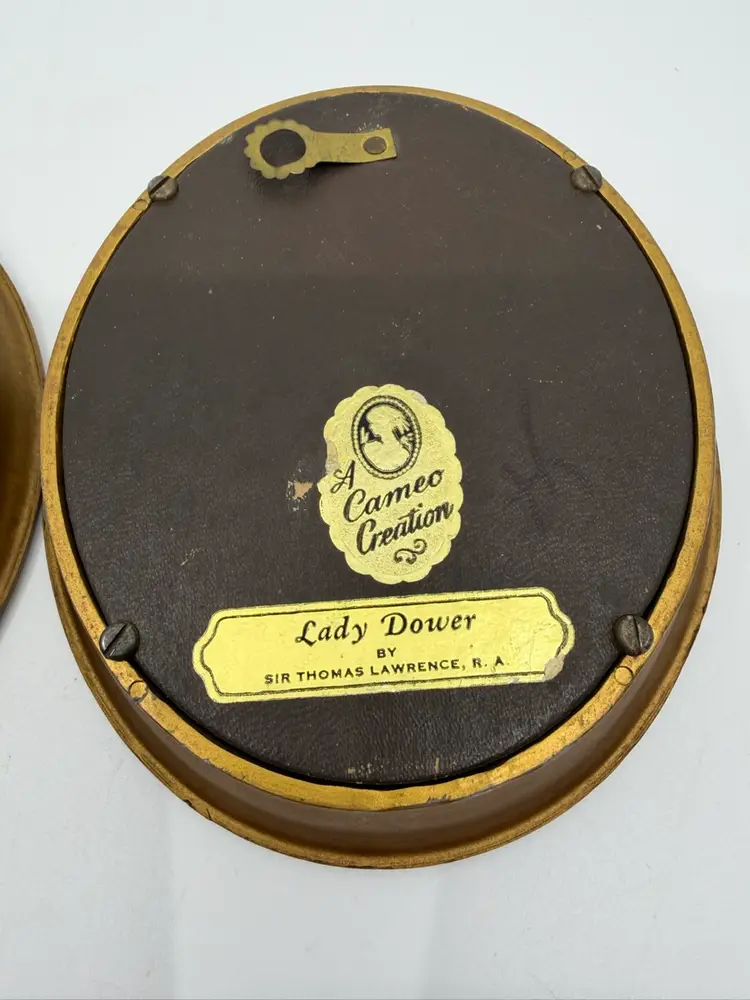 A
Cameo
Creation
Lady Dower
BY
SIR THOMAS LAWRENCE, R. A.